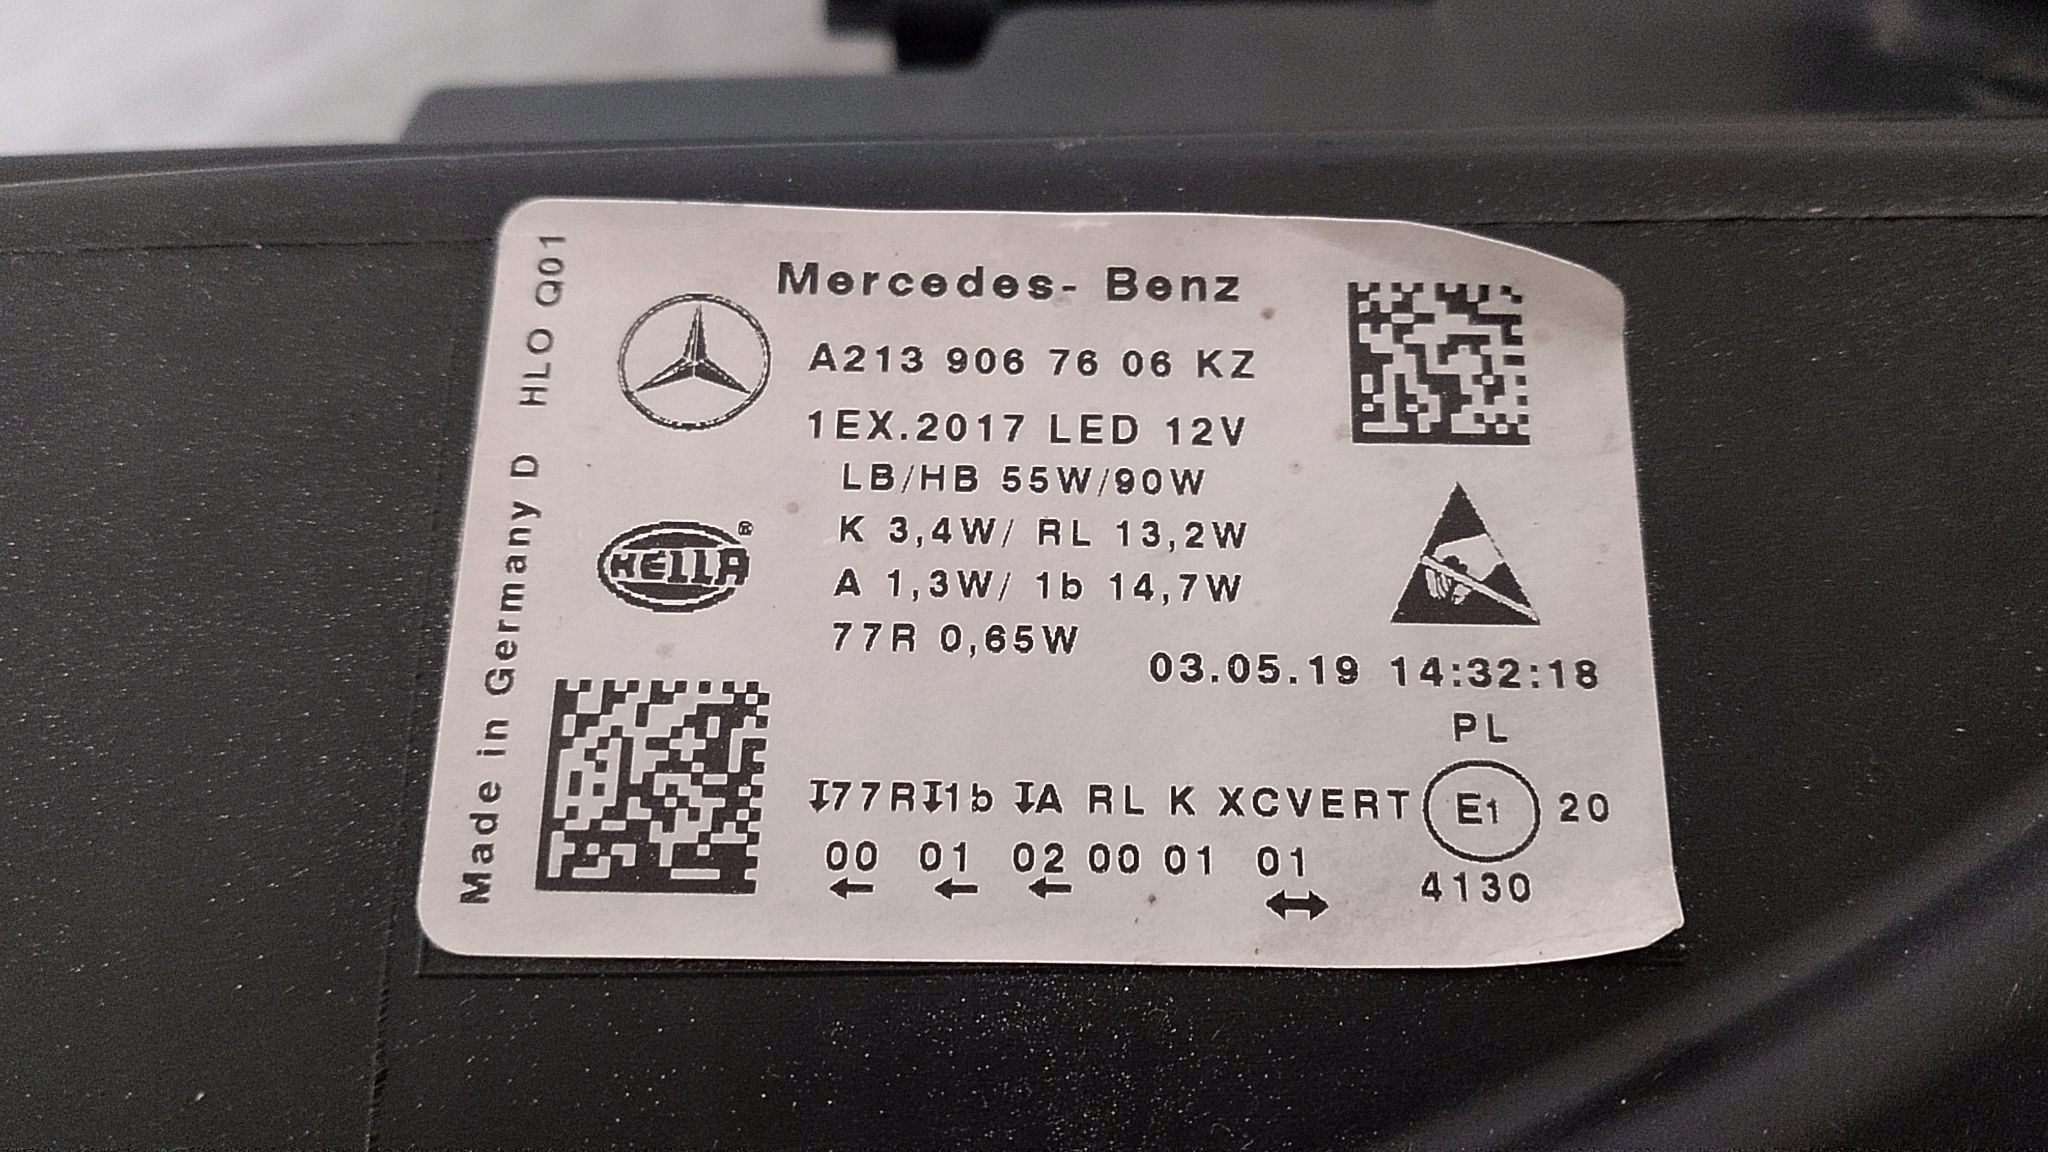 Mercedes- Benz
A213 906 76 06 KZ
1EX.2017 LED 12V
LB/HB 55W/90W
K 3,4W/ RL 13,2W
A 1,3W/ 1b 14,7W
77R 0,65W
HELLA ®
03.05.19 14:32:18
PL
↧77R↧1b ↧A RL K XCVERT E1 20
00 01 02 00 01 01
← ← ← ↔
4130
Made in Germany D HLO Q01